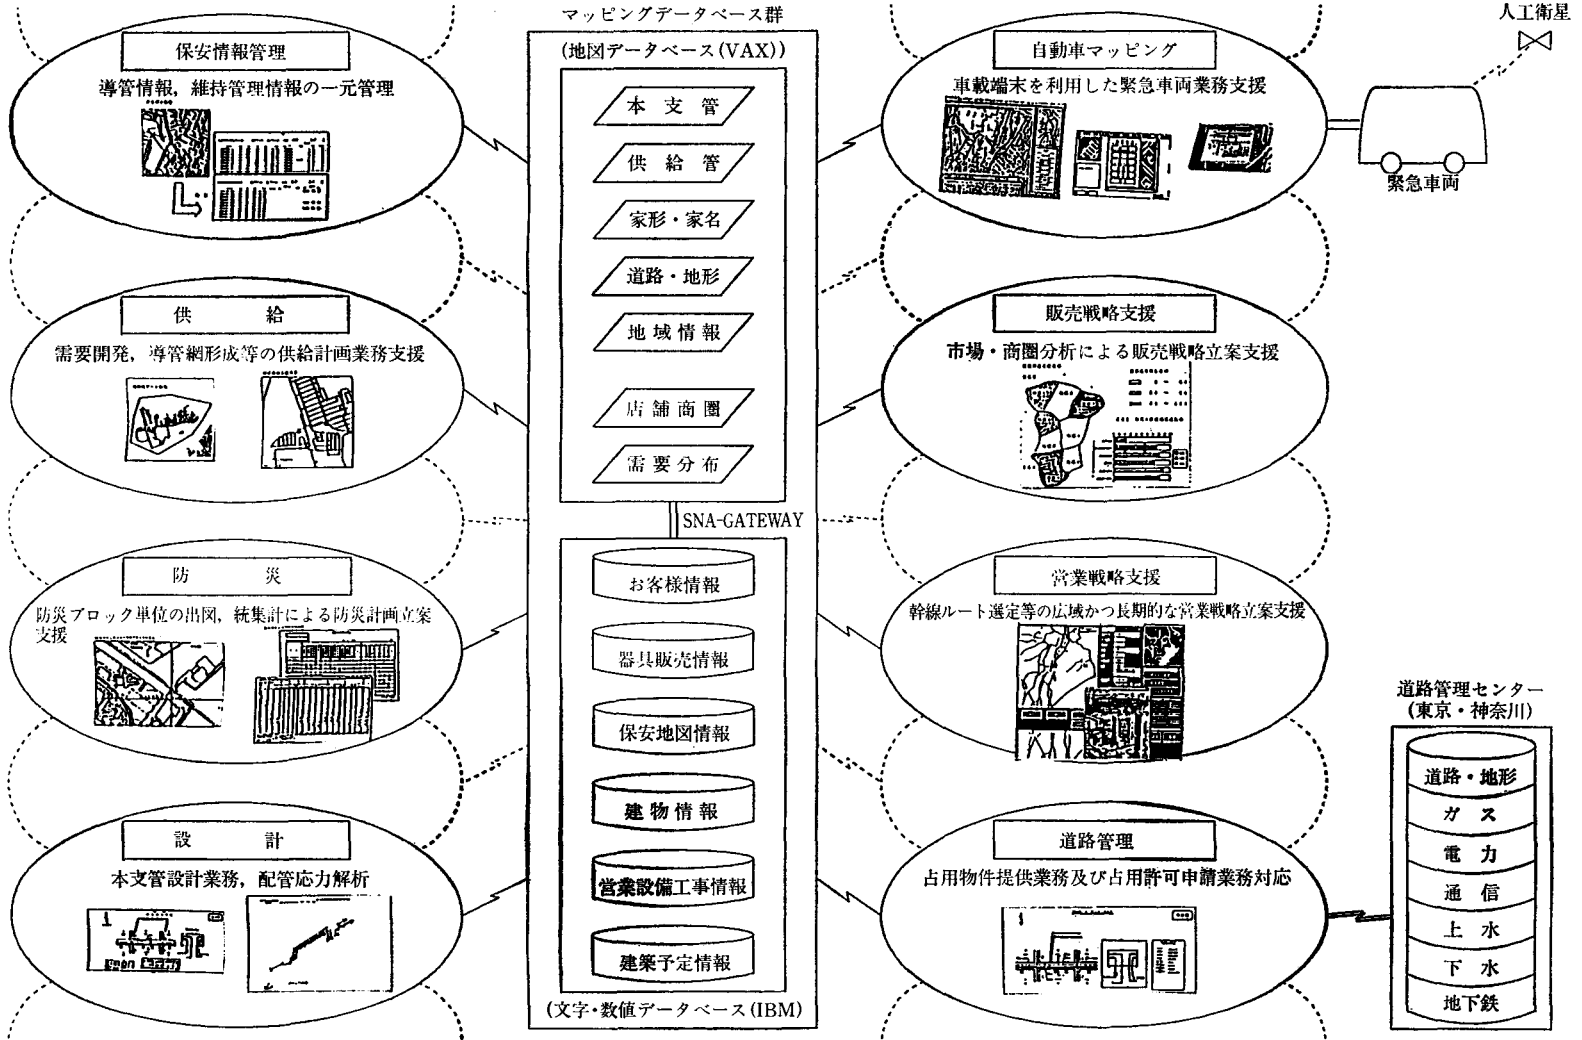 保安情報管理
導管情報，維持管理情報の一元管理
供給
需要開発，導管網形成等の供給計画業務支援
防災
防災ブロック単位の出図，統集計による防災計画立案
支援
設計
本支管設計業務，配管応力解析
マッピングデータベース群
(地図データベース(VAX))
本支管
供給管
家形・家名
道路・地形
地域情報
店舗商圏
需要分布
SNA-GATEWAY
お客様情報
器具販売情報
保安地図情報
建物情報
営業設備工事情報
建築予定情報
(文字・数値データベース(IBM)
自動車マッピング
車載端末を利用した緊急車両業務支援
販売戦略支援
市場・商圏分析による販売戦略立案支援
営業戦略支援
幹線ルート選定等の広域かつ長期的な営業戦略立案支援
道路管理
占用物件提供業務及び占用許可申請業務対応
人工衛星
緊急車両
道路管理センター
(東京・神奈川)
道路・地形
ガス
電力
通信
上水
下水
地下鉄